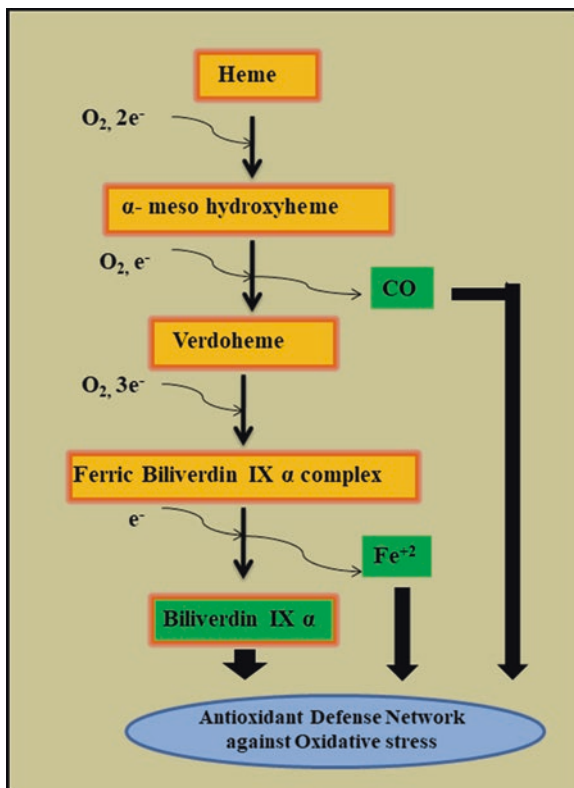 Heme
O₂, 2e⁻
α- meso hydroxyheme
O₂, e⁻
CO
Verdoheme
O₂, 3e⁻
Ferric Biliverdin IX α complex
e⁻
Fe⁺²
Biliverdin IX α
Antioxidant Defense Network
against Oxidative stress